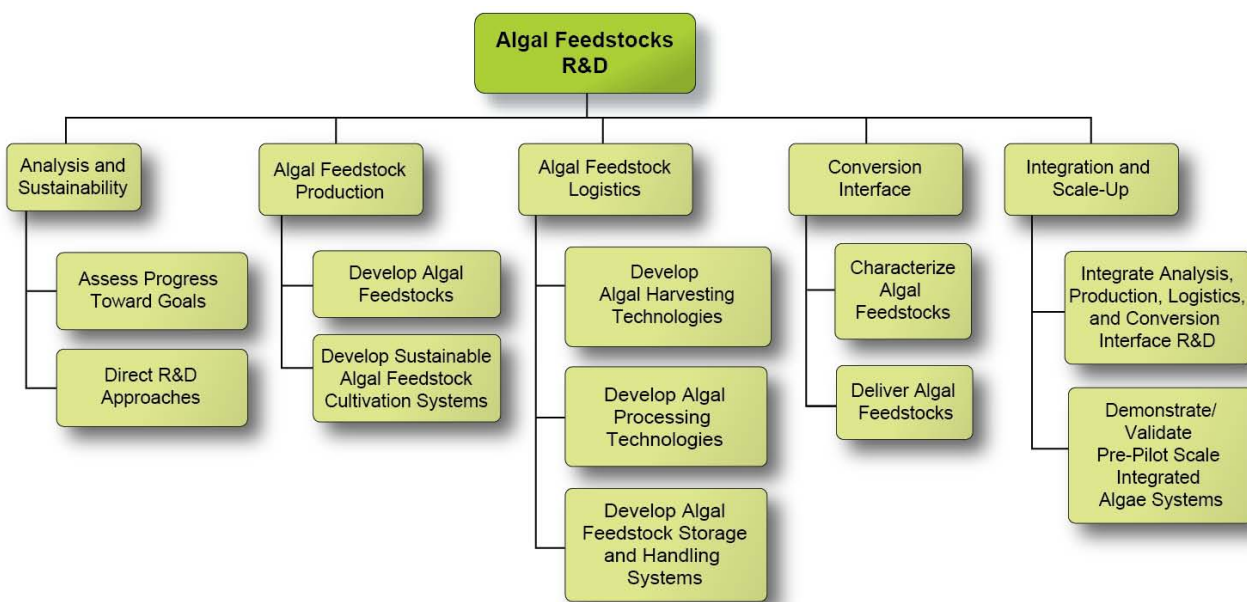 Algal Feedstocks
R&D
Analysis and
Sustainability
Assess Progress
Toward Goals
Direct R&D
Approaches
Algal Feedstock
Production
Develop Algal
Feedstocks
Develop Sustainable
Algal Feedstock
Cultivation Systems
Algal Feedstock
Logistics
Develop
Algal Harvesting
Technologies
Develop Algal
Processing
Technologies
Develop Algal
Feedstock Storage
and Handling
Systems
Conversion
Interface
Characterize
Algal
Feedstocks
Deliver Algal
Feedstocks
Integration and
Scale-Up
Integrate Analysis,
Production, Logistics,
and Conversion
Interface R&D
Demonstrate/
Validate
Pre-Pilot Scale
Integrated
Algae Systems